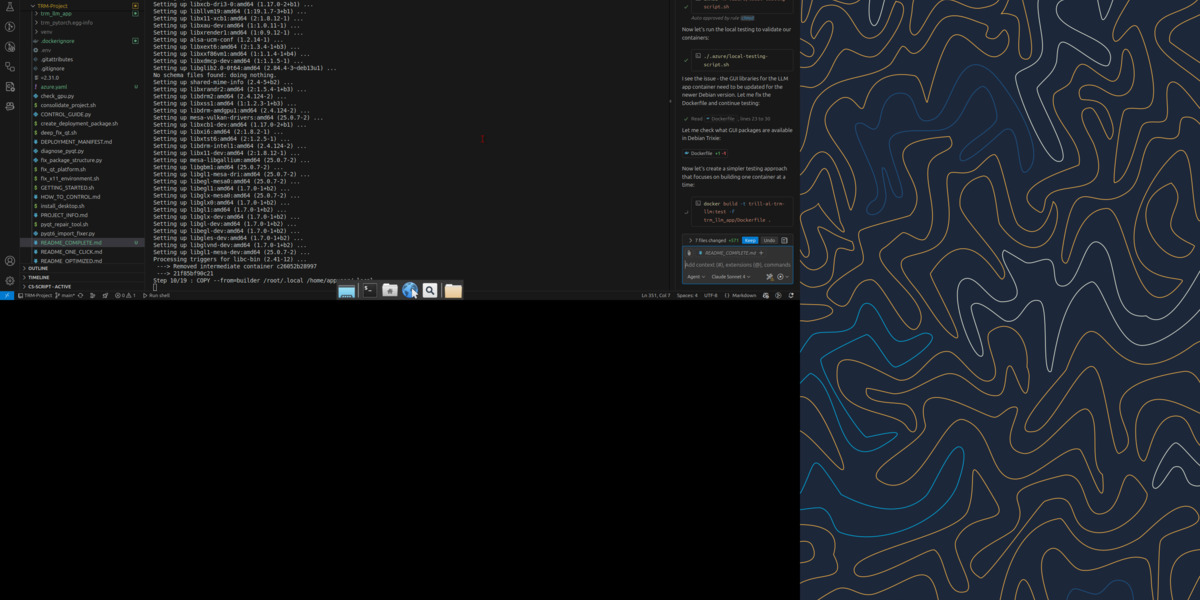 TRM-Project
trm_llm_app
trm_pytorch.egg-info
venv
.dockerignore
.env
.gitattributes
.gitignore
=2.31.0
azure.yaml M
check_gpu.py
consolidate_project.sh
CONTROL_GUIDE.py
create_deployment_package.sh
deep_fix_qt.sh
DEPLOYMENT_MANIFEST.md
diagnose_pyqt.py
fix_package_structure.py
fix_qt_platform.sh
fix_x11_environment.sh
GETTING_STARTED.sh
HOW_TO_CONTROL.md
install_desktop.sh
PROJECT_INFO.md
pyqt_repair_tool.sh
pyqt6_import_fixer.py
README_COMPLETE.md
README_ONE_CLICK.md
README_OPTIMIZED.md
OUTLINE
TIMELINE
CS-SCRIPT - ACTIVE
Setting up libxcb-dri3-0:amd64 (1.17.0-2+b1) ...
Setting up libllvm19:amd64 (1:19.1.7-3+b1) ...
Setting up libx11-xcb1:amd64 (2:1.8.12-1) ...
Setting up libxau-dev:amd64 (1:1.0.11-1) ...
Setting up libxrender1:amd64 (1:0.9.12-1) ...
Setting up alsa-ucm-conf (1.2.14-1) ...
Setting up libxext6:amd64 (2:1.3.4-1+b3) ...
Setting up libxxf86vm1:amd64 (1:1.1.4-1+b4) ...
Setting up libxdmcp-dev:amd64 (1:1.1.5-1) ...
Setting up libglib2.0-0t64:amd64 (2.84.4-3~deb13u1) ...
No schema files found: doing nothing.
Setting up shared-mime-info (2.4-5+b2) ...
Setting up libxrandr2:amd64 (2:1.5.4-1+b3) ...
Setting up libdrm2:amd64 (2.4.124-2) ...
Setting up libxss1:amd64 (1:1.2.3-1+b3) ...
Setting up libdrm-amdgpu1:amd64 (2.4.124-2) ...
Setting up mesa-vulkan-drivers:amd64 (25.0.7-2) ...
Setting up libxcb1-dev:amd64 (1.17.0-2+b1) ...
Setting up libxi6:amd64 (2:1.8.2-1) ...
Setting up libxtst6:amd64 (2:1.2.5-1) ...
Setting up libdrm-intel1:amd64 (2.4.124-2) ...
Setting up libx11-dev:amd64 (2:1.8.12-1) ...
Setting up mesa-libgallium:amd64 (25.0.7-2) ...
Setting up libgbm1:amd64 (25.0.7-2) ...
Setting up libgl1-mesa-dri:amd64 (25.0.7-2) ...
Setting up libegl-mesa0:amd64 (25.0.7-2) ...
Setting up libegl1:amd64 (1.7.0-1+b2) ...
Setting up libglx-mesa0:amd64 (25.0.7-2) ...
Setting up libglx0:amd64 (1.7.0-1+b2) ...
Setting up libgl1:amd64 (1.7.0-1+b2) ...
Setting up libglx-dev:amd64 (1.7.0-1+b2) ...
Setting up libgl-dev:amd64 (1.7.0-1+b2) ...
Setting up libegl-dev:amd64 (1.7.0-1+b2) ...
Setting up libgles-dev:amd64 (1.7.0-1+b2) ...
Setting up libglvnd-dev:amd64 (1.7.0-1+b2) ...
Setting up libgl1-mesa-dev:amd64 (25.0.7-2) ...
Processing triggers for libc-bin (2.41-12) ...
---> Removed intermediate container c26052b28997
---> 21f85bf90c21
Step 10/19 : COPY --from=builder /root/.local /home/app
script.sh
Auto approved by rule
Now let's run the local testing to validate our containers:
./.azure/local-testing-
script.sh
I see the issue - the GUI libraries for the LLM
app container need to be updated for the
newer Debian version. Let me fix the
Dockerfile and continue testing:
Read Dockerfile , lines 23 to 30
Let me check what GUI packages are available
in Debian Trixie:
Dockerfile +1 -4
Now let's create a simpler testing approach
that focuses on building one container at a
time:
docker build -t trill-ai-trm-
llm:test -f
trm_llm_app/Dockerfile .
7 files changed +977 Keep Undo
README_COMPLETE.md +
Add context (#), extensions (@), commands
Agent Claude Sonnet 4
TRM-Project main* 0 1 Run shell
Ln 351, Col 7 Spaces: 4 UTF-8 {} Markdown